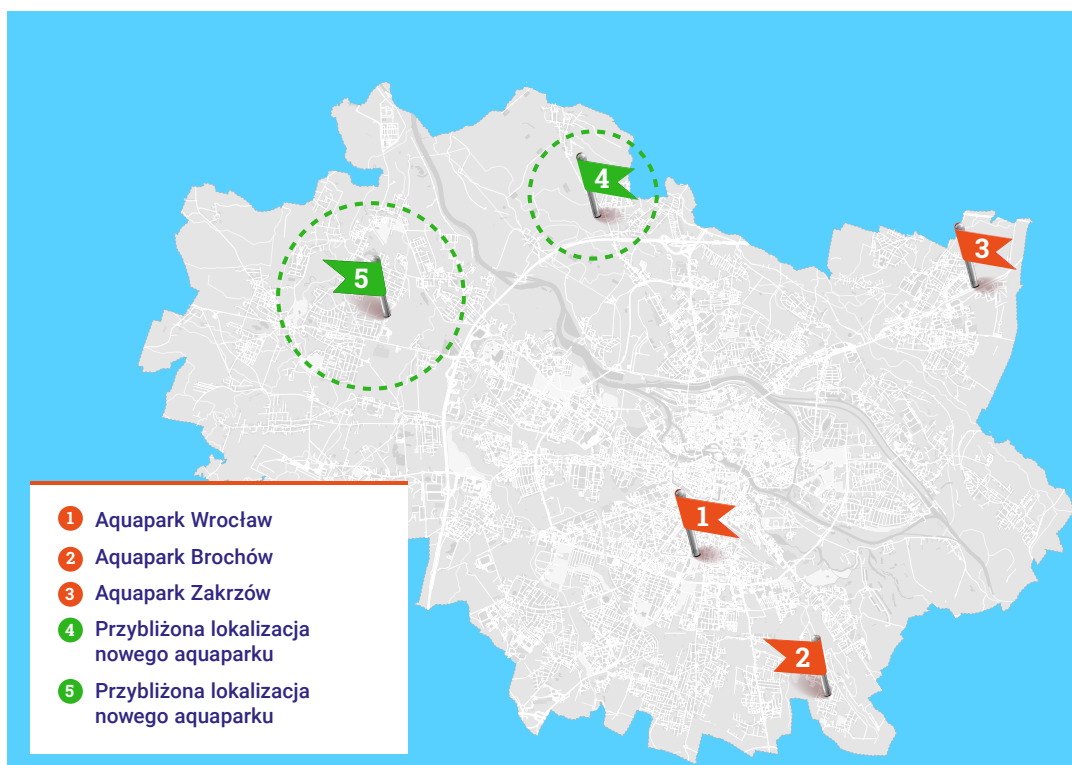 4
3
5
1
2
1 Aquapark Wrocław
2 Aquapark Brochów
3 Aquapark Zakrzów
4 Przybliżona lokalizacja
nowego aquaparku
5 Przybliżona lokalizacja
nowego aquaparku